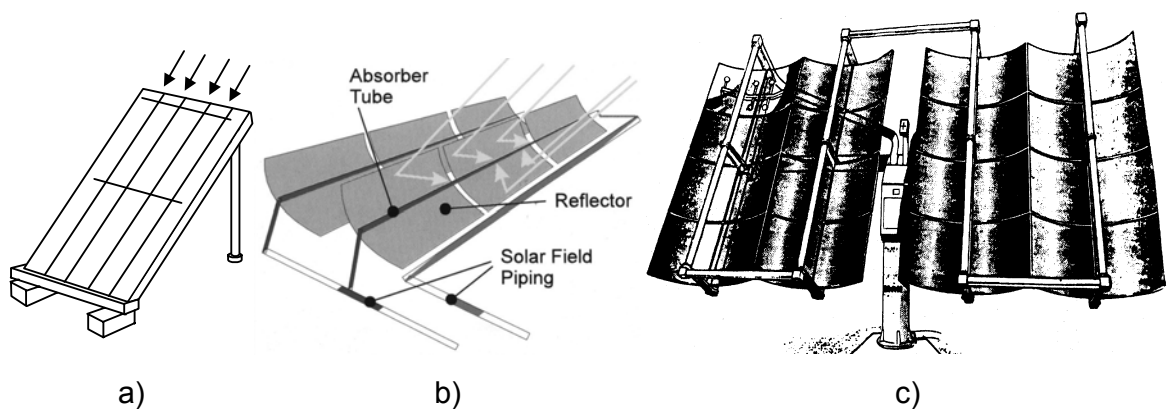 Absorber
Tube
Reflector
Solar Field
Piping
a)
b)
c)